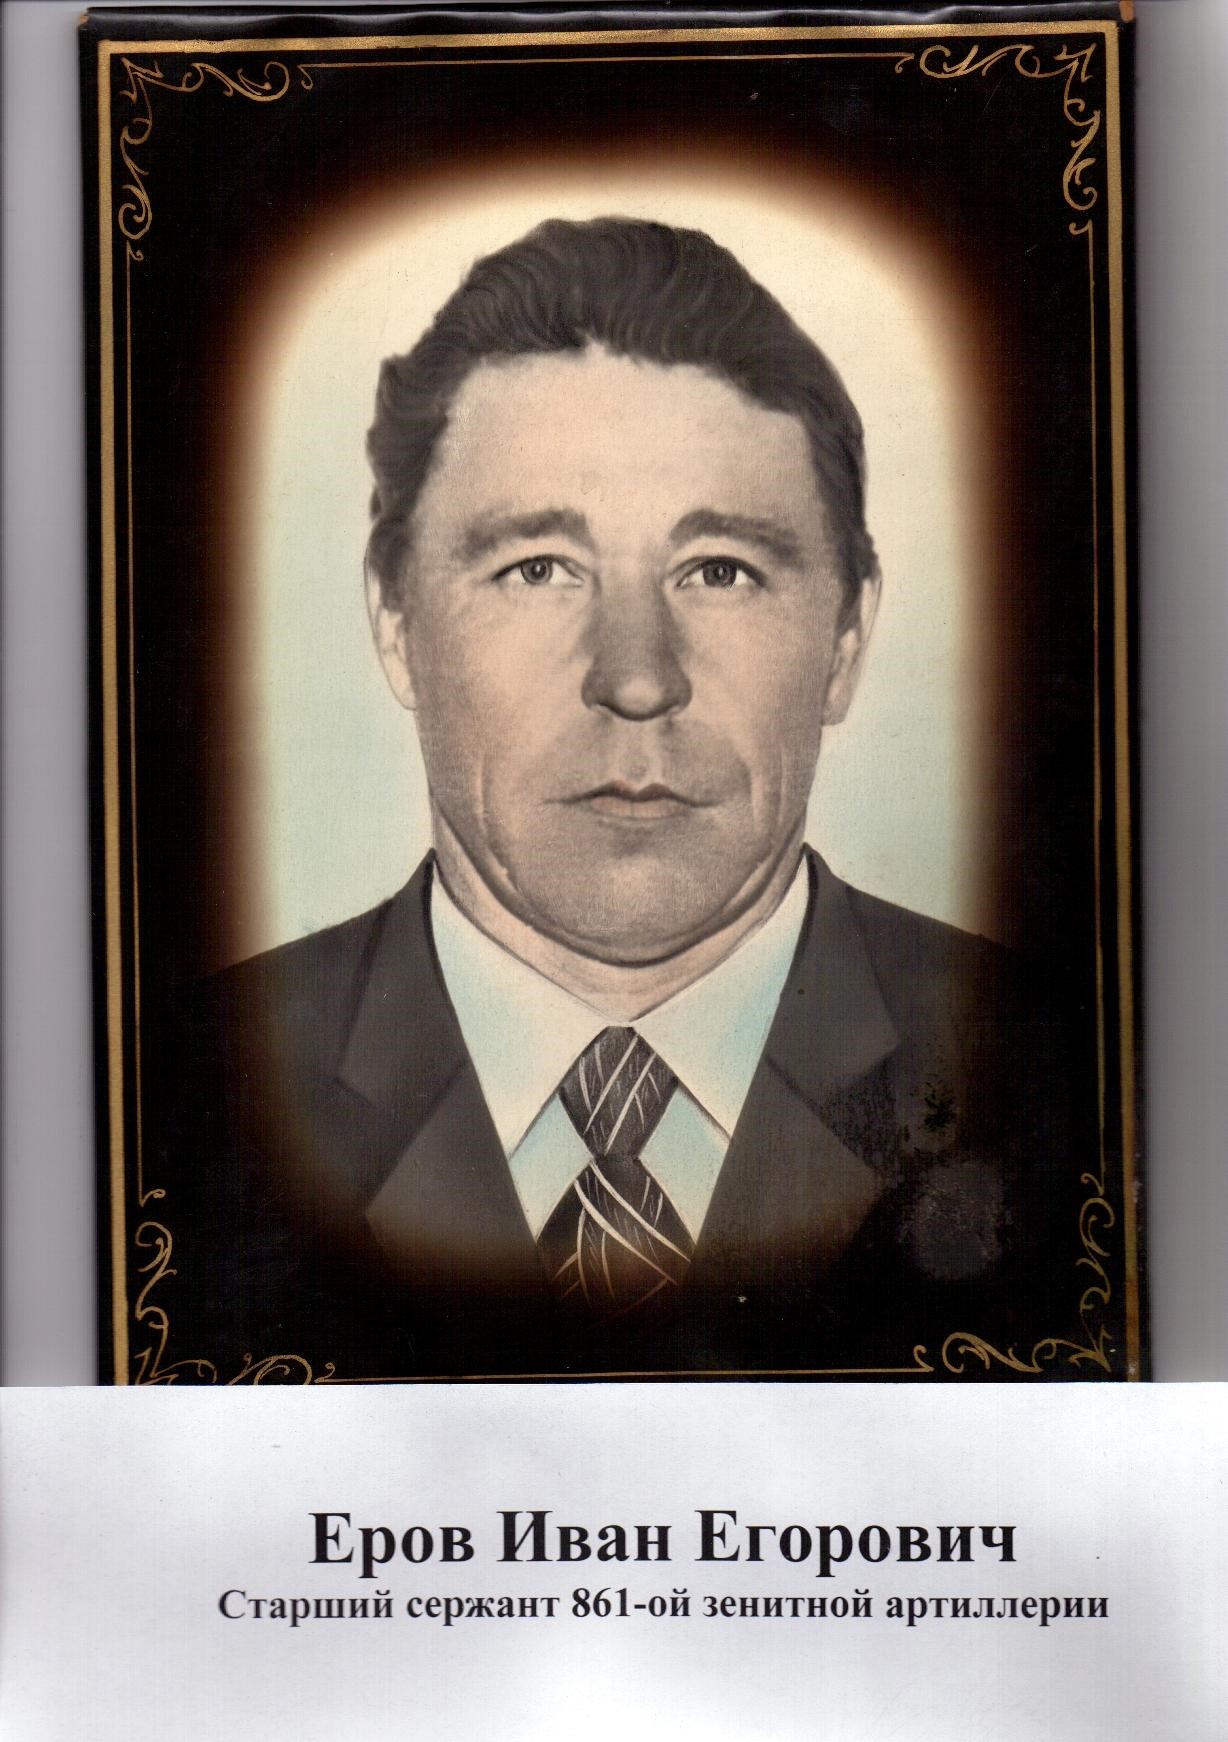 Еров Иван Егорович
Старший сержант 861-ой зенитной артиллерии